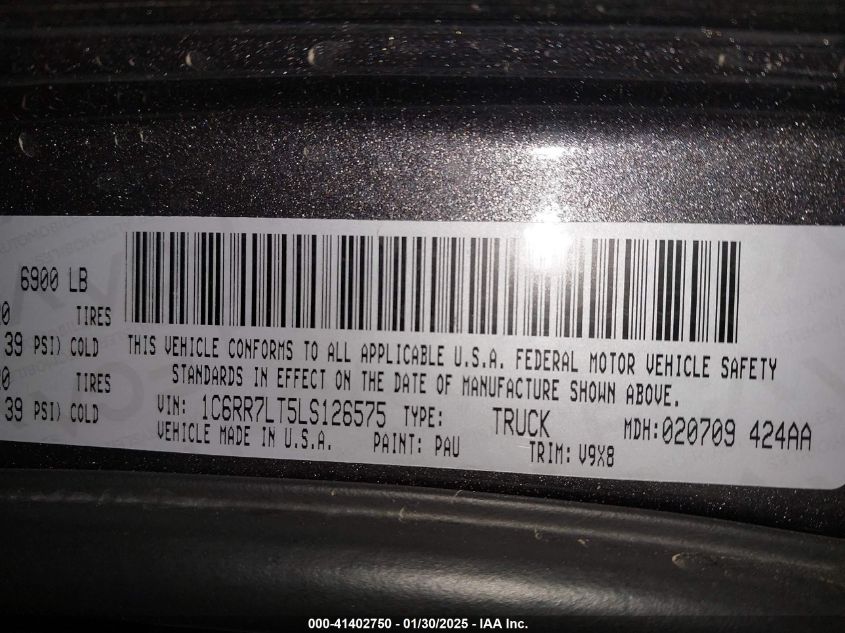 6900 LB
0 TIRES
39 PSI) COLD
THIS VEHICLE CONFORMS TO ALL APPLICABLE U.S.A. FEDERAL MOTOR VEHICLE SAFETY
0 TIRES
STANDARDS IN EFFECT ON THE DATE OF MANUFACTURE SHOWN ABOVE.
39 PSI) COLD
VIN: 1C6RR7LT5LS126575 TYPE: TRUCK MDH:020709 424AA
VEHICLE MADE IN U.S.A. PAINT: PAU TRIM: V9X8
000-41402750 - 01/30/2025 - IAA Inc.